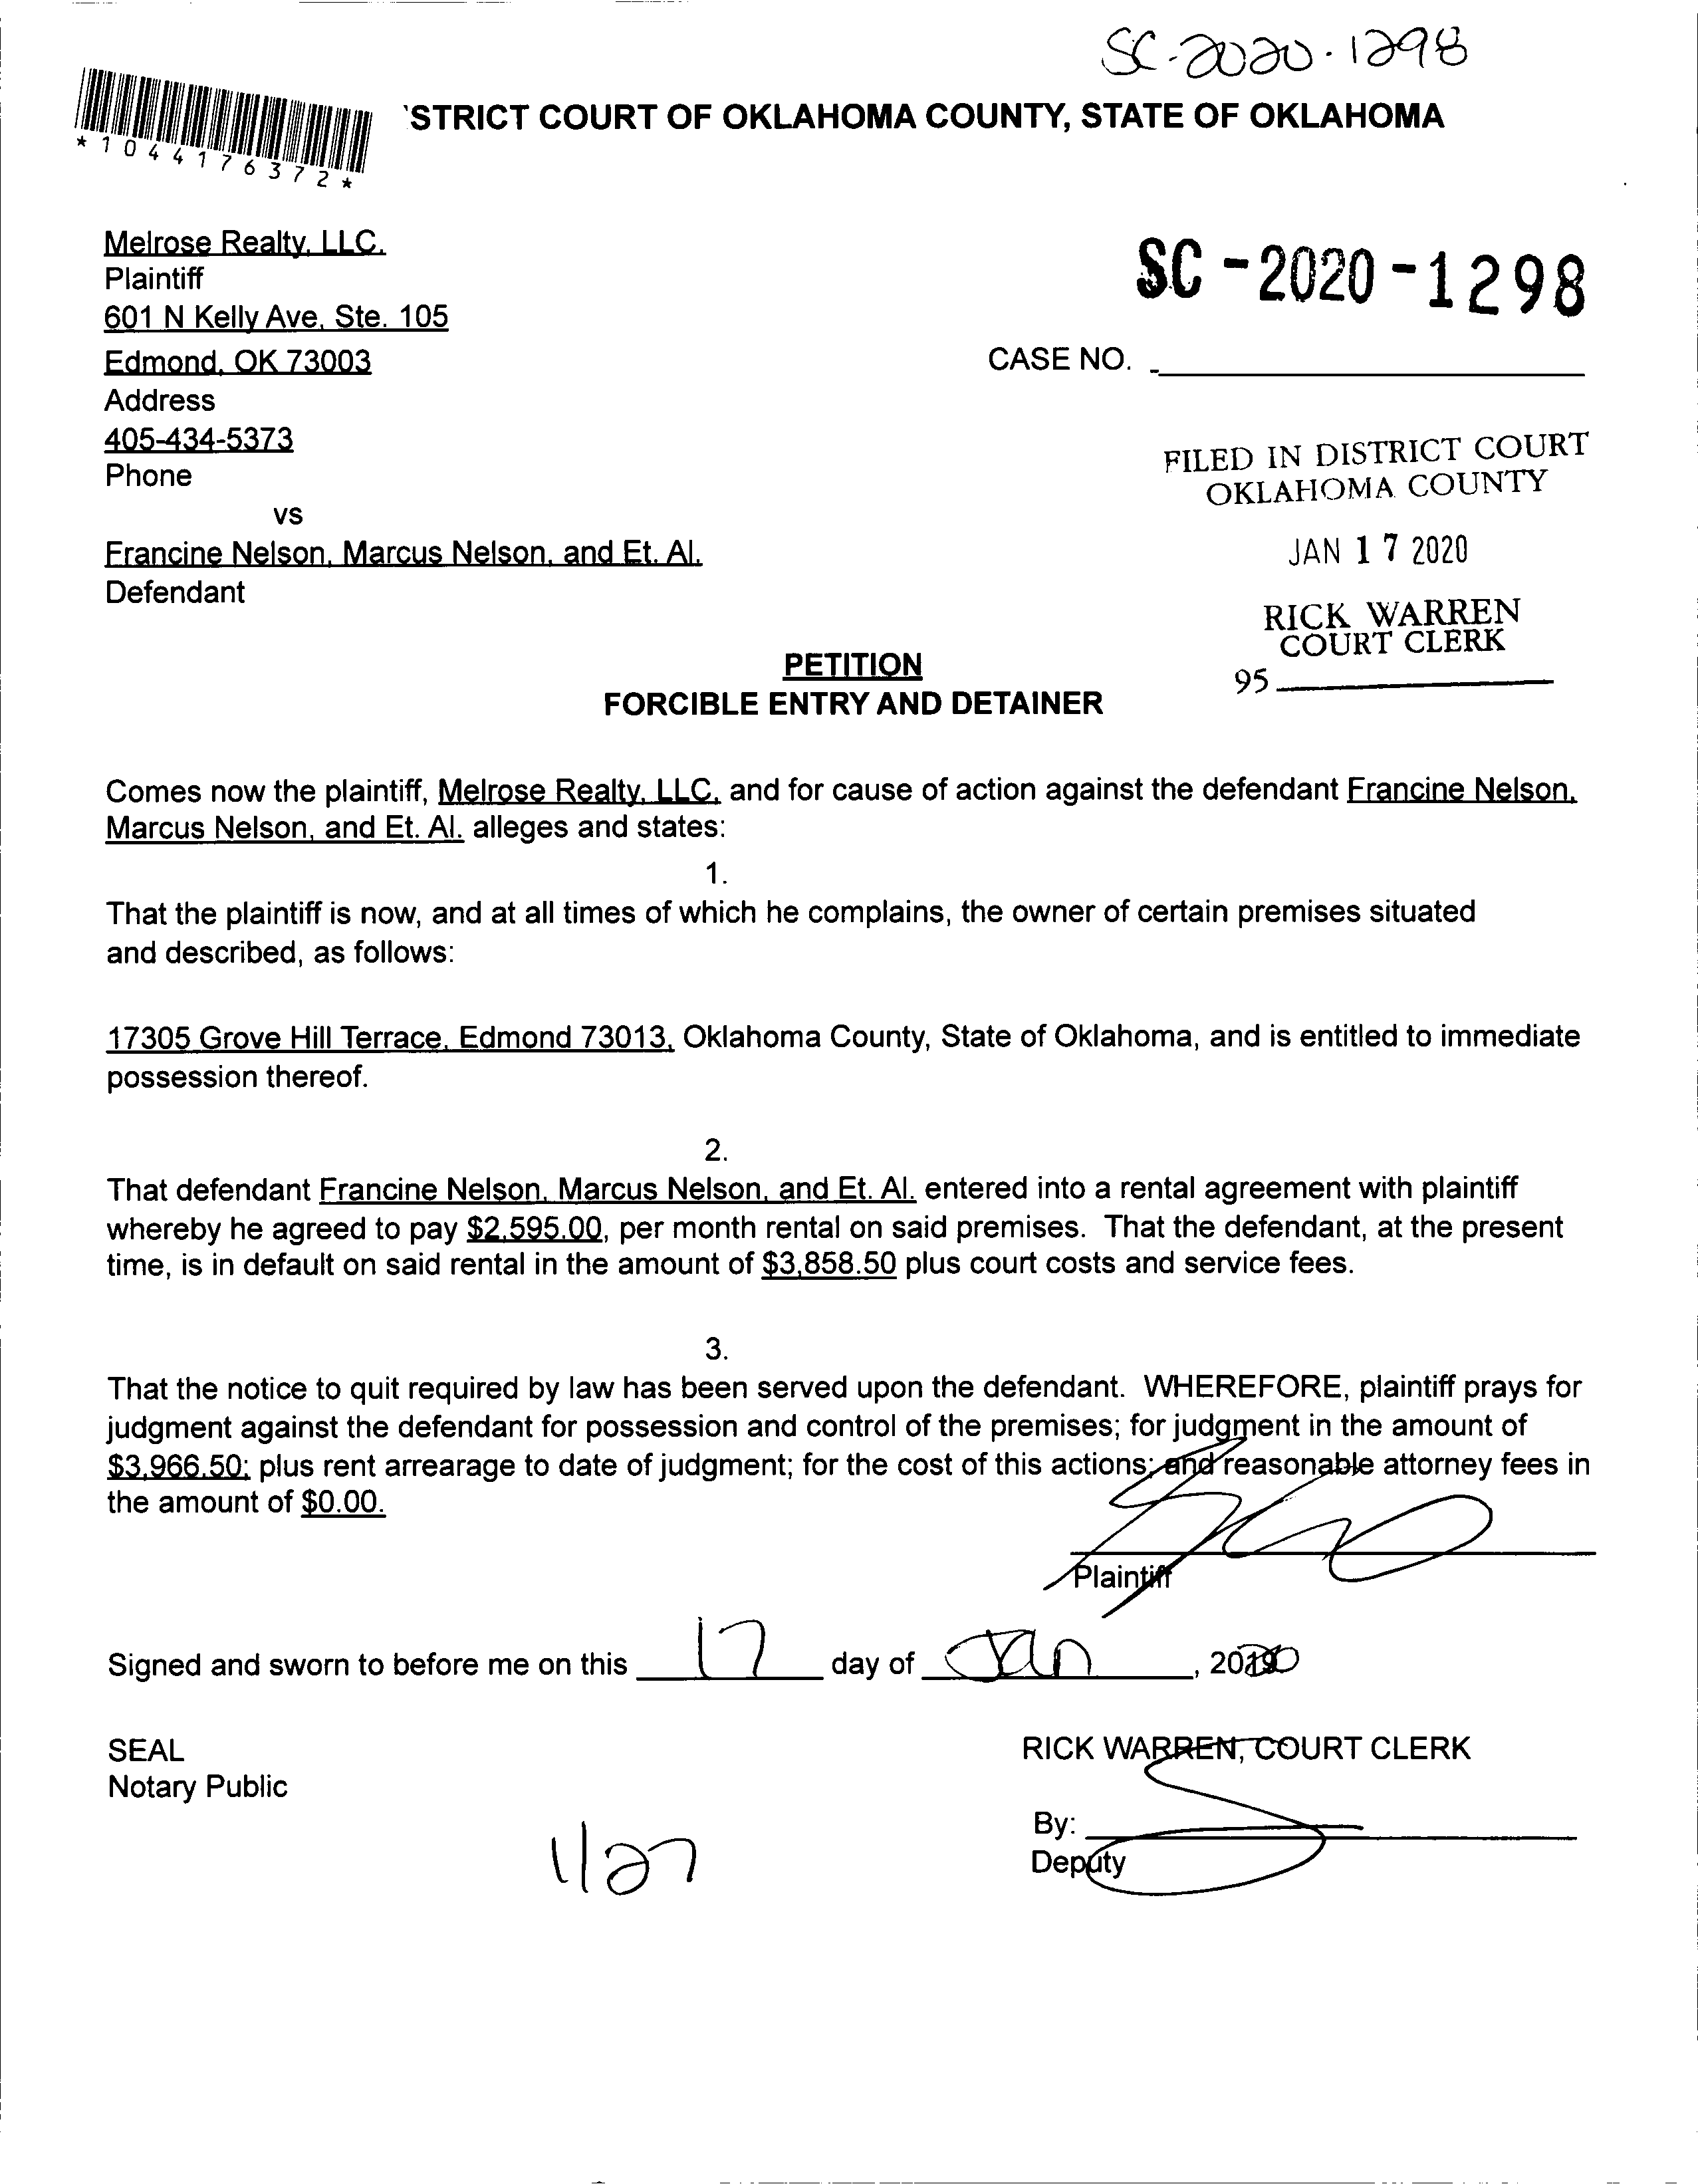 SC-2020-1298
'STRICT COURT OF OKLAHOMA COUNTY, STATE OF OKLAHOMA
*1044176372*
Melrose Realty, LLC.
Plaintiff
601 N Kelly Ave, Ste. 105
SC-2020-1298
Edmond, OK 73003
CASE NO.
Address
405-434-5373
Phone
FILED IN DISTRICT COURT
OKLAHOMA COUNTY
vs
Francine Nelson, Marcus Nelson, and Et. Al.
Defendant
JAN 17 2020
RICK WARREN
COURT CLERK
95
PETITION
FORCIBLE ENTRY AND DETAINER
Comes now the plaintiff, Melrose Realty, LLC, and for cause of action against the defendant Francine Nelson,
Marcus Nelson, and Et. Al. alleges and states:
1.
That the plaintiff is now, and at all times of which he complains, the owner of certain premises situated
and described, as follows:
17305 Grove Hill Terrace, Edmond 73013, Oklahoma County, State of Oklahoma, and is entitled to immediate
possession thereof.
2.
That defendant Francine Nelson, Marcus Nelson, and Et. Al. entered into a rental agreement with plaintiff
whereby he agreed to pay $2,595.00, per month rental on said premises. That the defendant, at the present
time, is in default on said rental in the amount of $3,858.50 plus court costs and service fees.
3.
That the notice to quit required by law has been served upon the defendant. WHEREFORE, plaintiff prays for
judgment against the defendant for possession and control of the premises; for judgment in the amount of
$3,966.50; plus rent arrearage to date of judgment; for the cost of this actions; and reasonable attorney fees in
the amount of $0.00.
Plaintiff
Signed and sworn to before me on this 17 day of Jan, 2020
SEAL
Notary Public
RICK WARREN, COURT CLERK
By:
Deputy
1/27